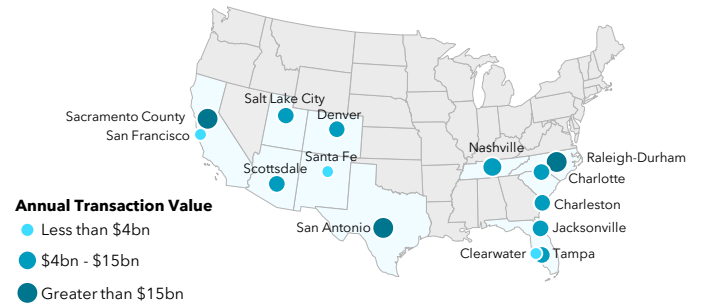 Salt Lake City
Sacramento County
Denver
San Francisco
Nashville
Santa Fe
Raleigh-Durham
Scottsdale
Charlotte
Annual Transaction Value
Charleston
Less than $4bn
San Antonio
Jacksonville
Clearwater
Tampa
$4bn - $15bn
Greater than $15bn